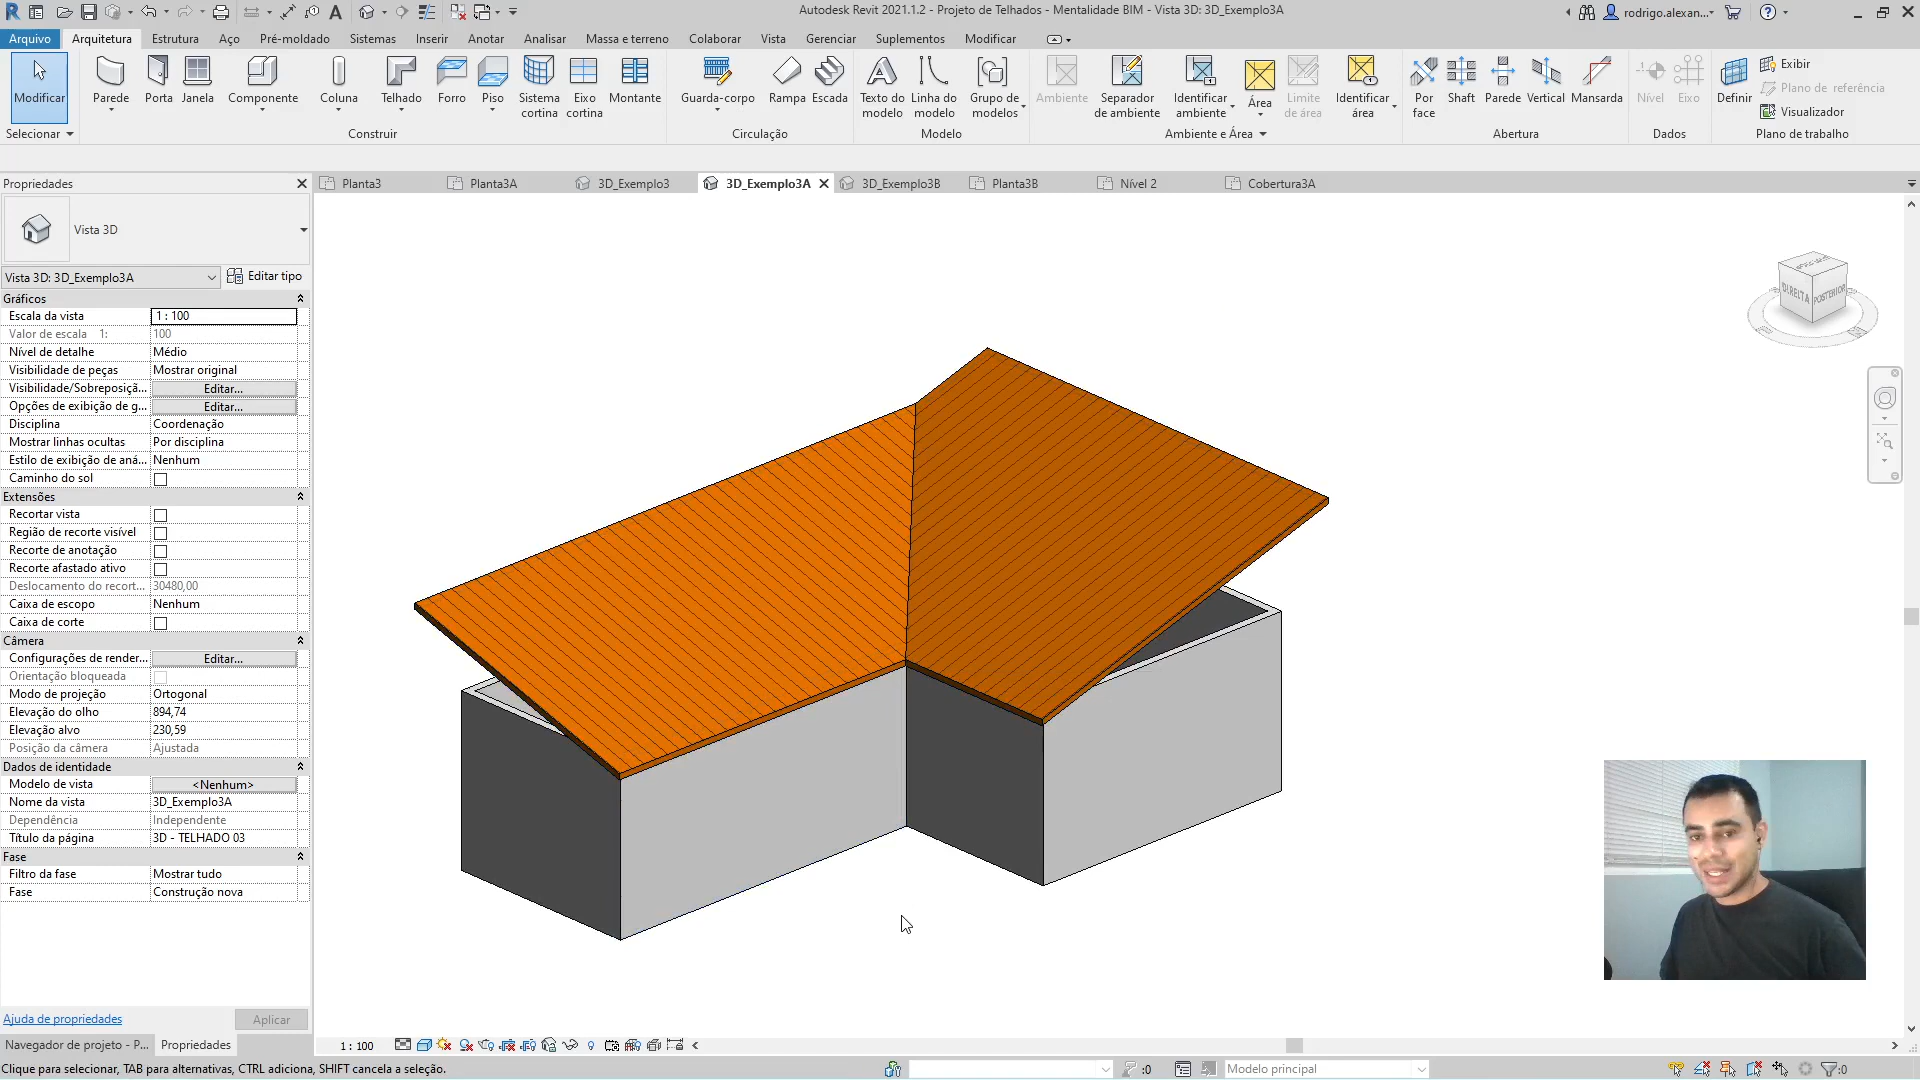 Autodesk Revit 2021.1.2 - Projeto de Telhados - Mentalidade BIM - Vista 3D: 3D_Exemplo3A
rodrigo.alexan...
Arquivo Arquitetura Estrutura Aço Pré-moldado Sistemas Inserir Anotar Analisar Massa e terreno Colaborar Vista Gerenciar Suplementos Modificar
Modificar
Parede
Porta
Janela
Componente
Coluna
Telhado
Forro
Piso
Sistema cortina
Eixo cortina
Montante
Guarda-corpo
Rampa
Escada
Texto do modelo
Linha do modelo
Grupo de modelos
Ambiente
Separador de ambiente
Identificar ambiente
Área
Limite de área
Identificar área
Por face
Shaft
Parede
Vertical
Mansarda
Nível
Eixo
Definir
Exibir
Plano de referência
Visualizador
Selecionar
Construir
Circulação
Modelo
Ambiente e Área
Abertura
Dados
Plano de trabalho
Propriedades
Planta3
Planta3A
3D_Exemplo3
3D_Exemplo3A
3D_Exemplo3B
Planta3B
Nível 2
Cobertura3A
Vista 3D
Vista 3D: 3D_Exemplo3A
Editar tipo
Gráficos
Escala da vista 1 : 100
Valor de escala 1: 100
Nível de detalhe Médio
Visibilidade de peças Mostrar original
Visibilidade/Sobreposiçã... Editar...
Opções de exibição de g... Editar...
Disciplina Coordenação
Mostrar linhas ocultas Por disciplina
Estilo de exibição de aná... Nenhum
Caminho do sol
Extensões
Recortar vista
Região de recorte visível
Recorte de anotação
Recorte afastado ativo
Deslocamento do recort... 30480,00
Caixa de escopo Nenhum
Caixa de corte
Câmera
Configurações de render... Editar...
Orientação bloqueada
Modo de projeção Ortogonal
Elevação do olho 894,74
Elevação alvo 230,59
Posição da câmera Ajustada
Dados de identidade
Modelo de vista <Nenhum>
Nome da vista 3D_Exemplo3A
Dependência Independente
Título da página 3D - TELHADO 03
Fase
Filtro da fase Mostrar tudo
Fase Construção nova
DIREITA
POSTERIOR
Ajuda de propriedades
Aplicar
Navegador de projeto - P...
Propriedades
1 : 100
Clique para selecionar, TAB para alternativas, CTRL adiciona, SHIFT cancela a seleção.
:0
Modelo principal
:0